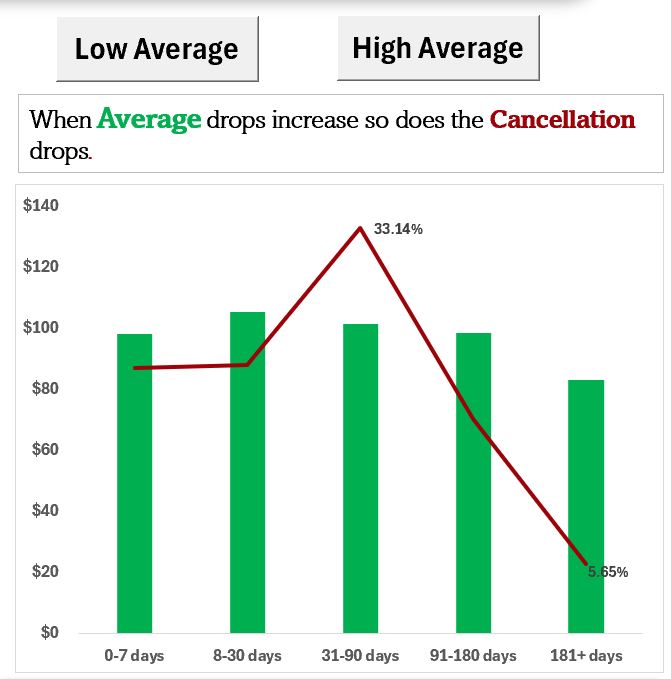 Low Average
High Average
When Average drops increase so does the Cancellation
drops.
$140
33.14%
$120
$100
$80
$60
$40
$20
5.65%
$0
0-7 days
8-30 days
31-90 days
91-180 days
181+ days